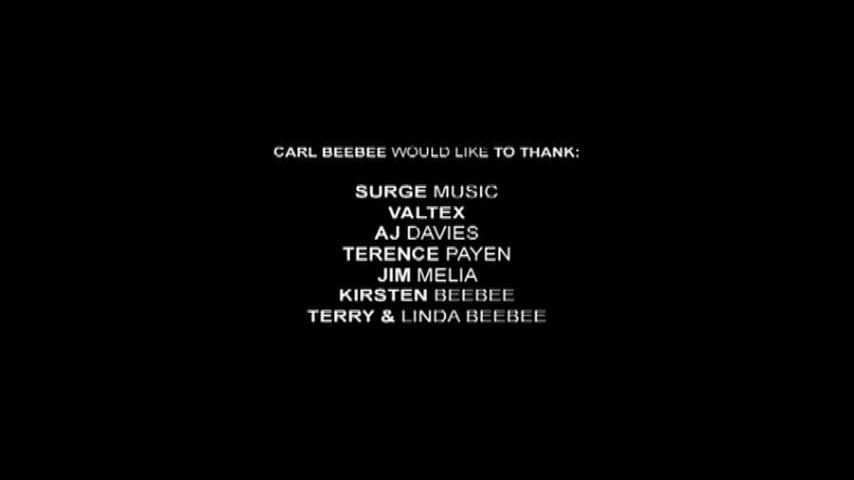 CARL BEEBEE WOULD LIKE TO THANK:
SURGE MUSIC
VALTEX
AJ DAVIES
TERENCE PAYEN
JIM MELIA
KIRSTEN BEEBEE
TERRY & LINDA BEEBEE